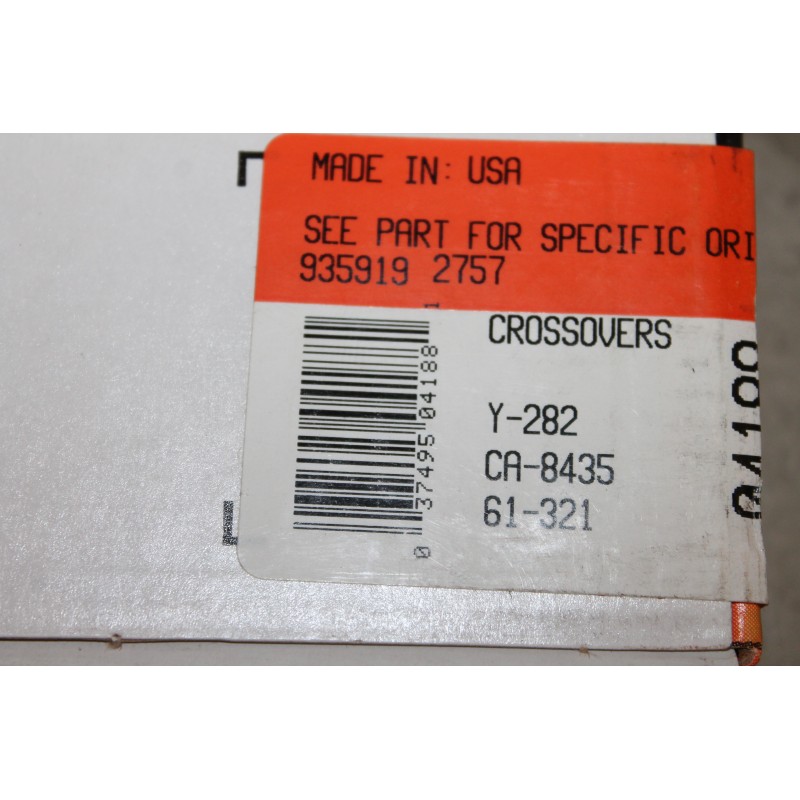 MADE IN: USA
SEE PART FOR SPECIFIC ORI
935919 2757
CROSSOVERS
Y-282
CA-8435
61-321
0 37495 04188 1